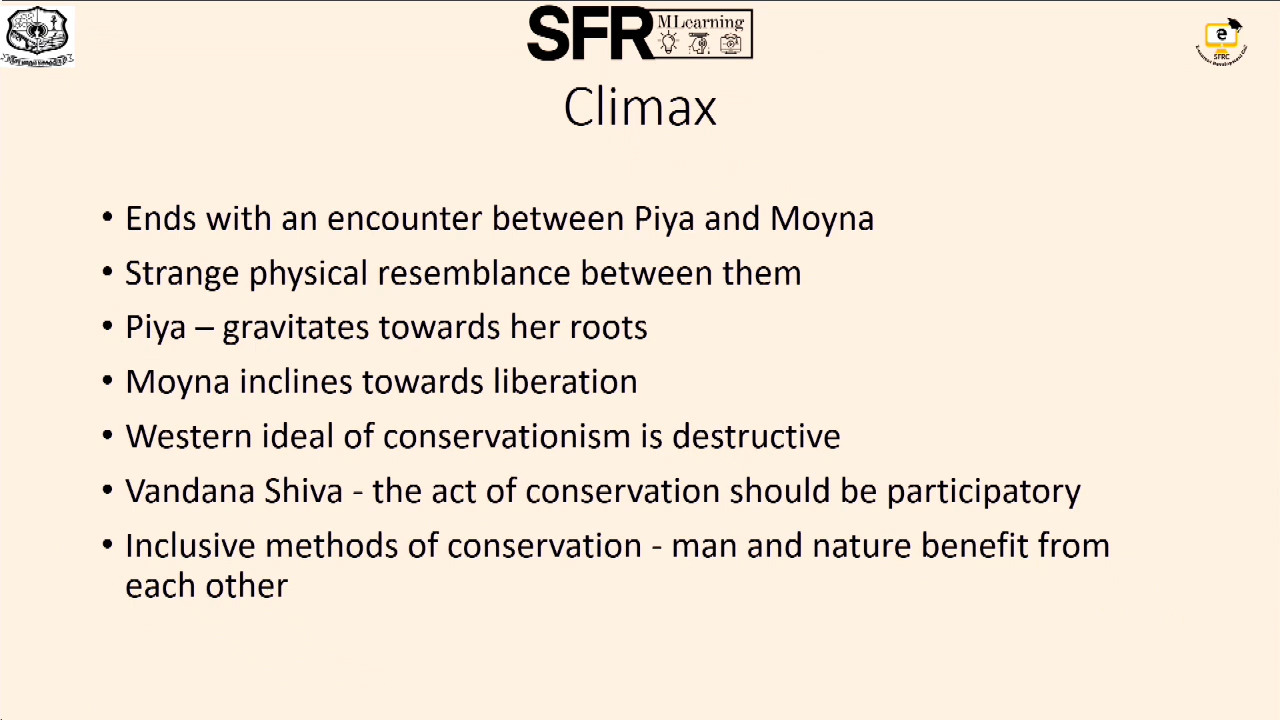 SFR MLearning
e
SFRC
Climax
• Ends with an encounter between Piya and Moyna
• Strange physical resemblance between them
• Piya – gravitates towards her roots
• Moyna inclines towards liberation
• Western ideal of conservationism is destructive
• Vandana Shiva - the act of conservation should be participatory
• Inclusive methods of conservation - man and nature benefit from
each other